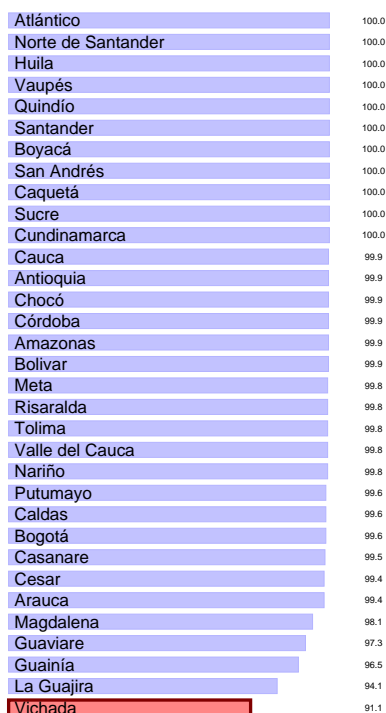 Atlántico 100.0
Norte de Santander 100.0
Huila 100.0
Vaupés 100.0
Quindío 100.0
Santander 100.0
Boyacá 100.0
San Andrés 100.0
Caquetá 100.0
Sucre 100.0
Cundinamarca 100.0
Cauca 99.9
Antioquia 99.9
Chocó 99.9
Córdoba 99.9
Amazonas 99.9
Bolivar 99.9
Meta 99.8
Risaralda 99.8
Tolima 99.8
Valle del Cauca 99.8
Nariño 99.8
Putumayo 99.6
Caldas 99.6
Bogotá 99.6
Casanare 99.5
Cesar 99.4
Arauca 99.4
Magdalena 98.1
Guaviare 97.3
Guainía 96.5
La Guajira 94.1
Vichada 91.1